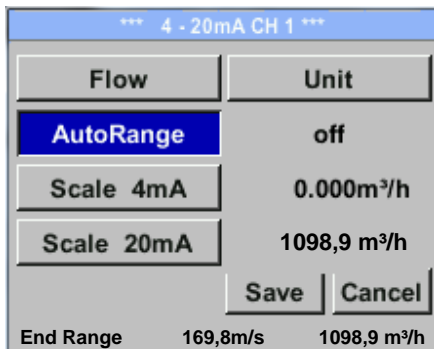 *** 4 - 20mA CH 1 ***
Flow Unit
AutoRange off
Scale 4mA 0.000m³/h
Scale 20mA 1098,9 m³/h
Save Cancel
End Range 169,8m/s 1098,9 m³/h